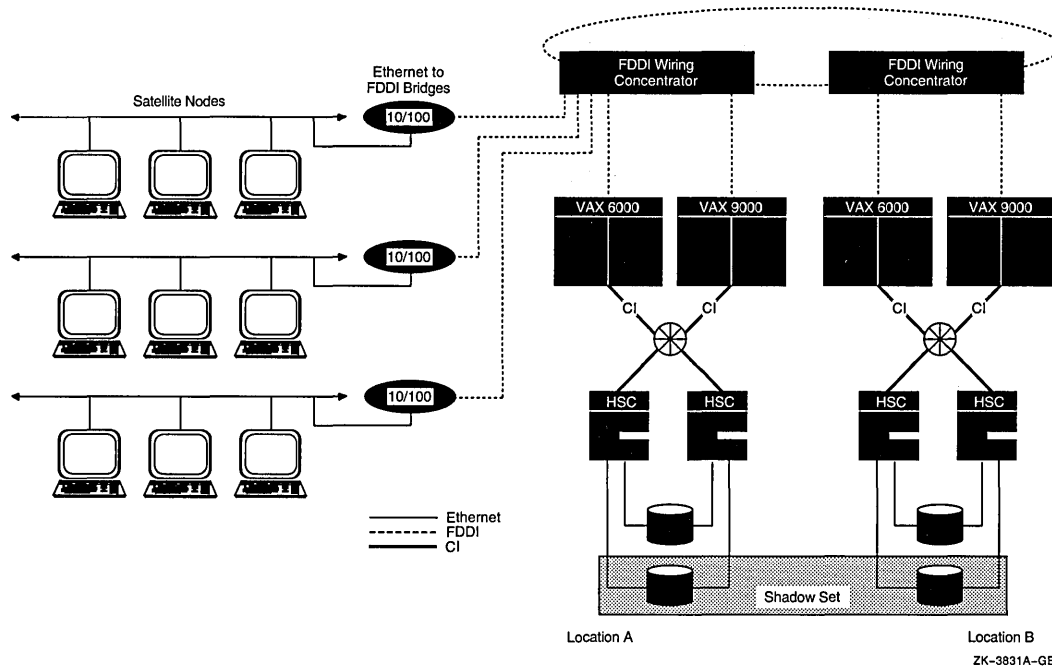 Ethernet to
FDDI Bridges
FDDI Wiring
Concentrator
FDDI Wiring
Concentrator
Satellite Nodes
10/100
10/100
10/100
VAX 6000
VAX 9000
VAX 6000
VAX 9000
CI
CI
CI
CI
HSC
HSC
HSC
HSC
Ethernet
FDDI
CI
Shadow Set
Location A
Location B
ZK-3831A-GE